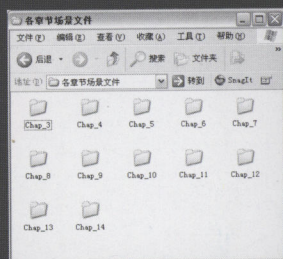 各章节场景文件
文件(F) 编辑(E) 查看(V) 收藏(A) 工具(T) 帮助(H)
后退 搜索 文件夹
地址(D) 各章节场景文件 转到 SnagIt
Chap_3 Chap_4 Chap_5 Chap_6 Chap_7
Chap_8 Chap_9 Chap_10 Chap_11 Chap_12
Chap_13 Chap_14